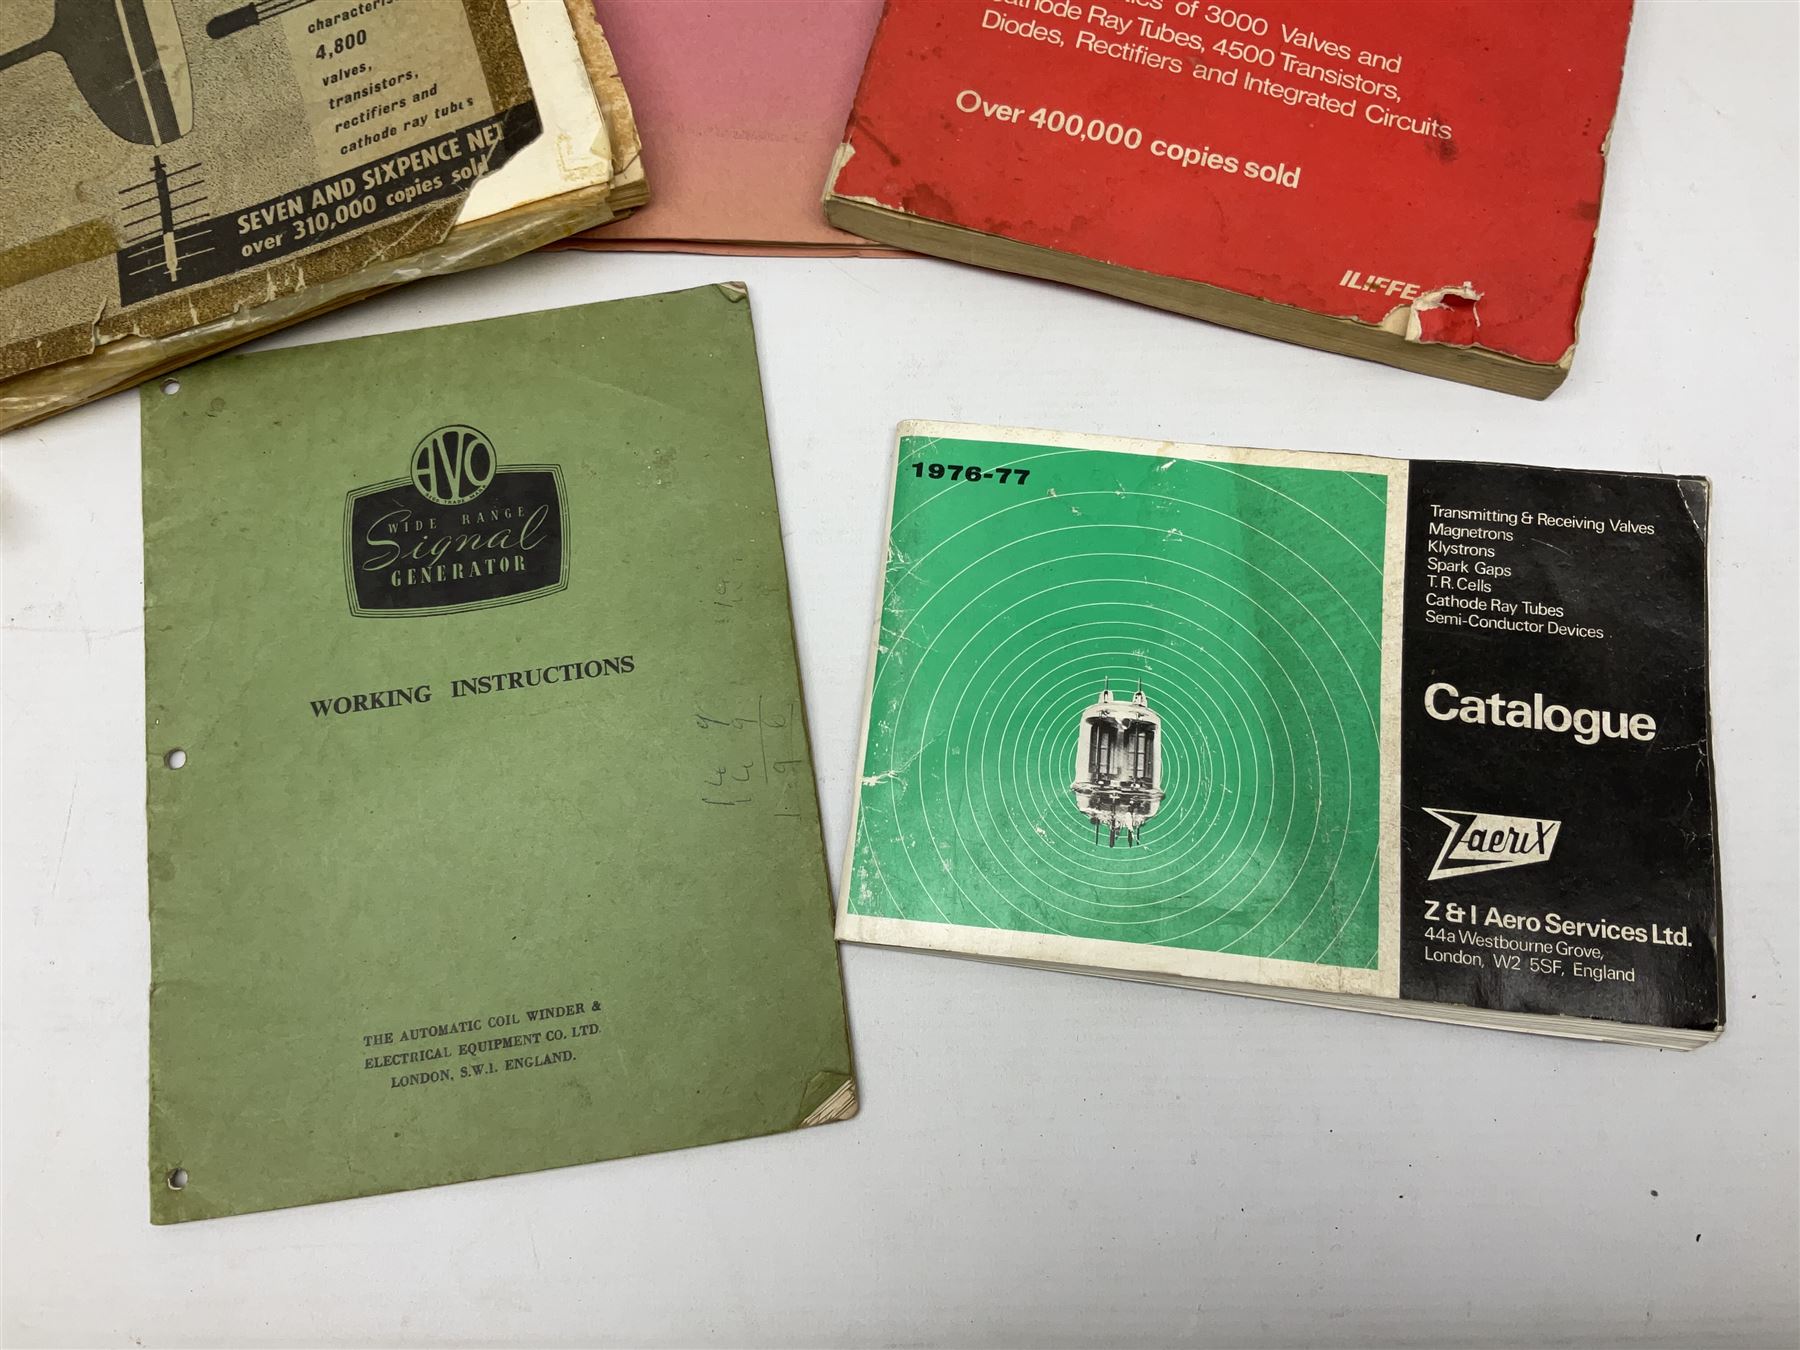 4,800
valves,
transistors,
rectifiers and
cathode ray tubes
SEVEN AND SIXPENCE NET
over 310,000 copies sold
of 3000 Valves and
Cathode Ray Tubes, 4500 Transistors,
Diodes, Rectifiers and Integrated Circuits
Over 400,000 copies sold
ILIFFE
AVO
WIDE RANGE
Signal
GENERATOR
WORKING INSTRUCTIONS
THE AUTOMATIC COIL WINDER &
ELECTRICAL EQUIPMENT CO. LTD.
LONDON, S.W.1. ENGLAND.
1976-77
Transmitting & Receiving Valves
Magnetrons
Klystrons
Spark Gaps
T.R. Cells
Cathode Ray Tubes
Semi-Conductor Devices
Catalogue
Zaerix
Z & I Aero Services Ltd.
44a Westbourne Grove,
London, W2 5SF, England